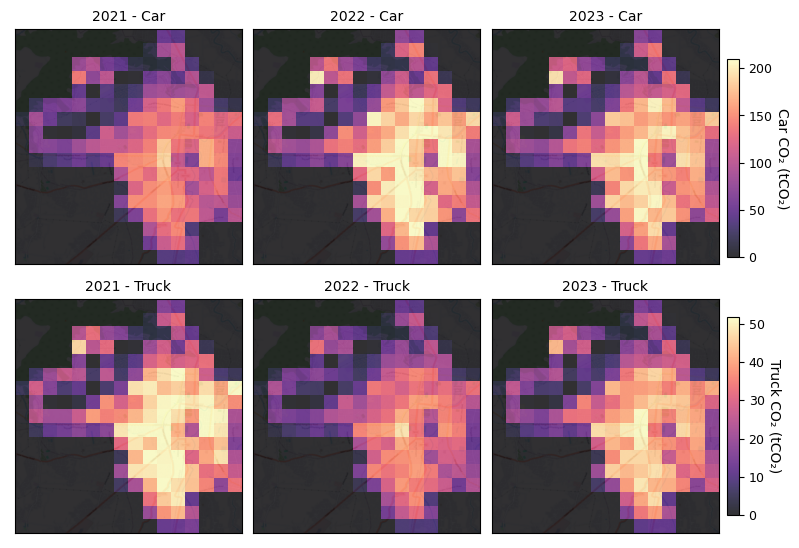 2021 - Car
2022 - Car
2023 - Car
200
150
100
50
0
Car CO₂ (tCO₂)
2021 - Truck
2022 - Truck
2023 - Truck
50
40
30
20
10
0
Truck CO₂ (tCO₂)